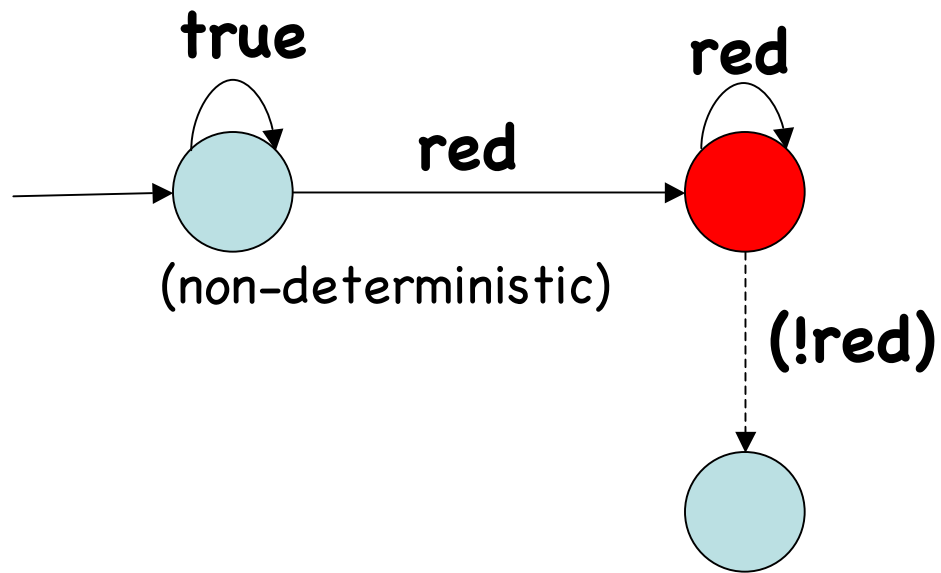 true
red
red
(non-deterministic)
(!red)